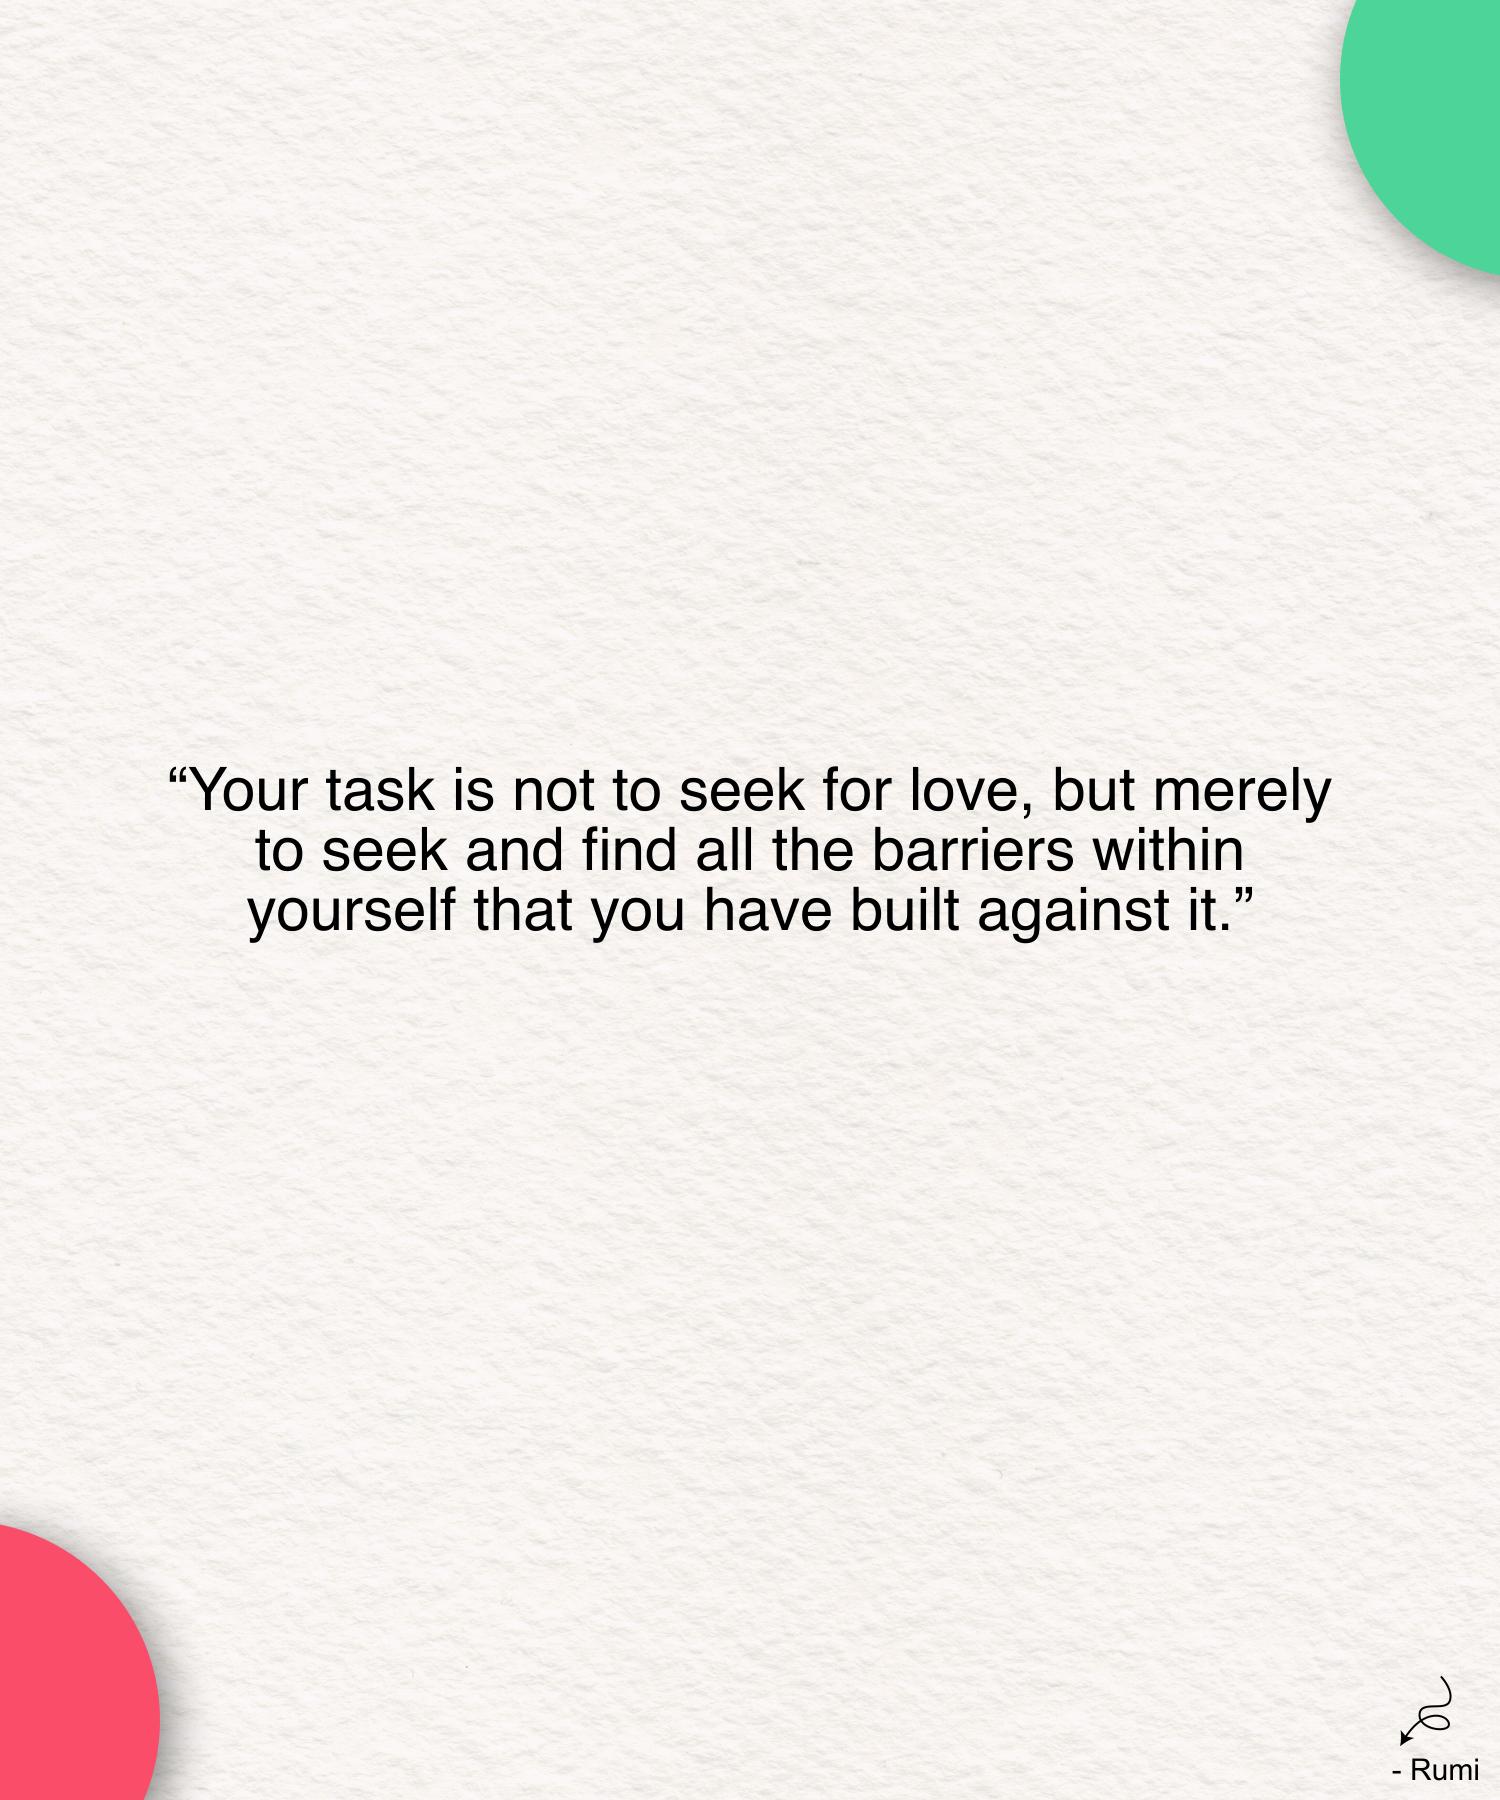 “Your task is not to seek for love, but merely
to seek and find all the barriers within
yourself that you have built against it.”
- Rumi